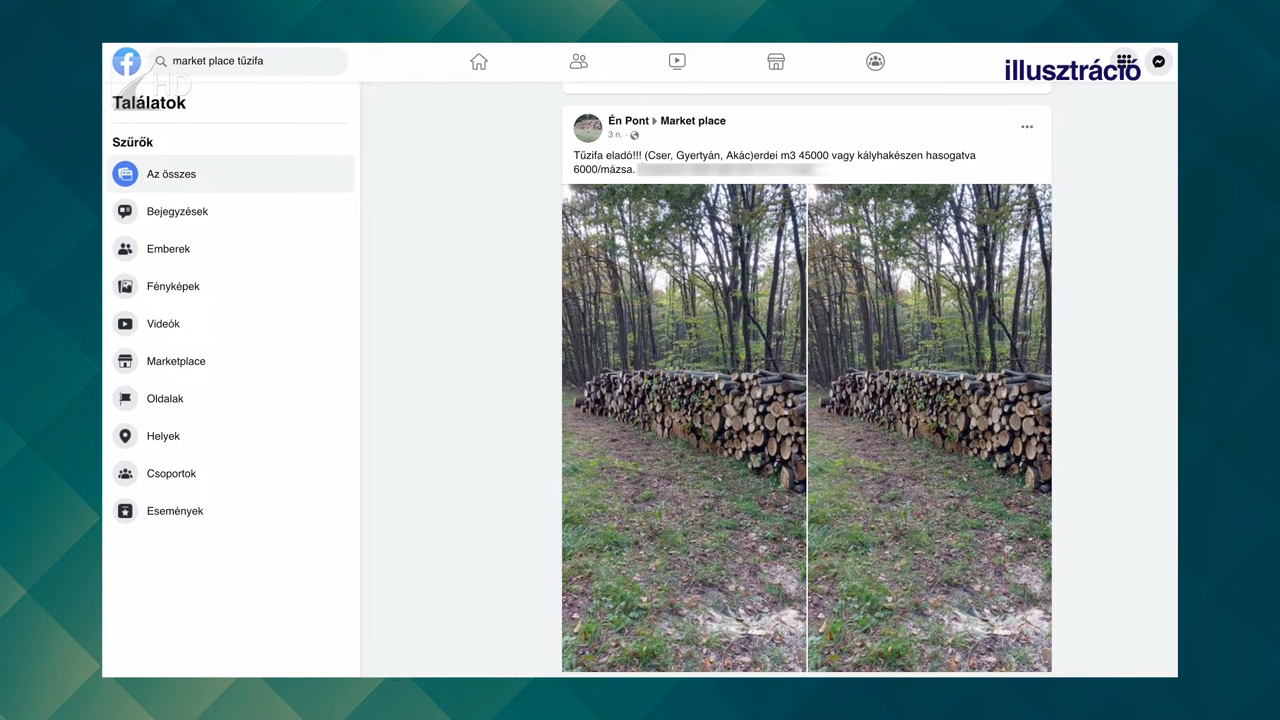 market place tűzifa
illusztráció
HD
Találatok
Szűrők
Az összes
Bejegyzések
Emberek
Fényképek
Videók
Marketplace
Oldalak
Helyek
Csoportok
Események
Én Pont Market place
3 n. ·
Tűzifa eladó!!! (Cser, Gyertyán, Akác)erdei m3 45000 vagy kályhakészen hasogatva
6000/mázsa.